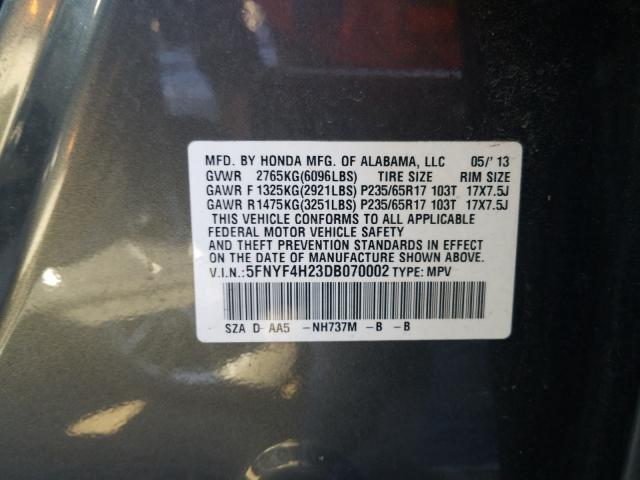 MFD. BY HONDA MFG. OF ALABAMA, LLC 05/' 13
GVWR 2765KG(6096LBS) TIRE SIZE RIM SIZE
GAWR F 1325KG(2921LBS) P235/65R17 103T 17X7.5J
GAWR R1475KG(3251LBS) P235/65R17 103T 17X7.5J
THIS VEHICLE CONFORMS TO ALL APPLICABLE
FEDERAL MOTOR VEHICLE SAFETY
AND THEFT PREVENTION STANDARDS IN EFFECT
ON THE DATE OF MANUFACTURE SHOWN ABOVE.
V.I.N.: 5FNYF4H23DB070002 TYPE: MPV
SZA D- AA5 -NH737M -B -B